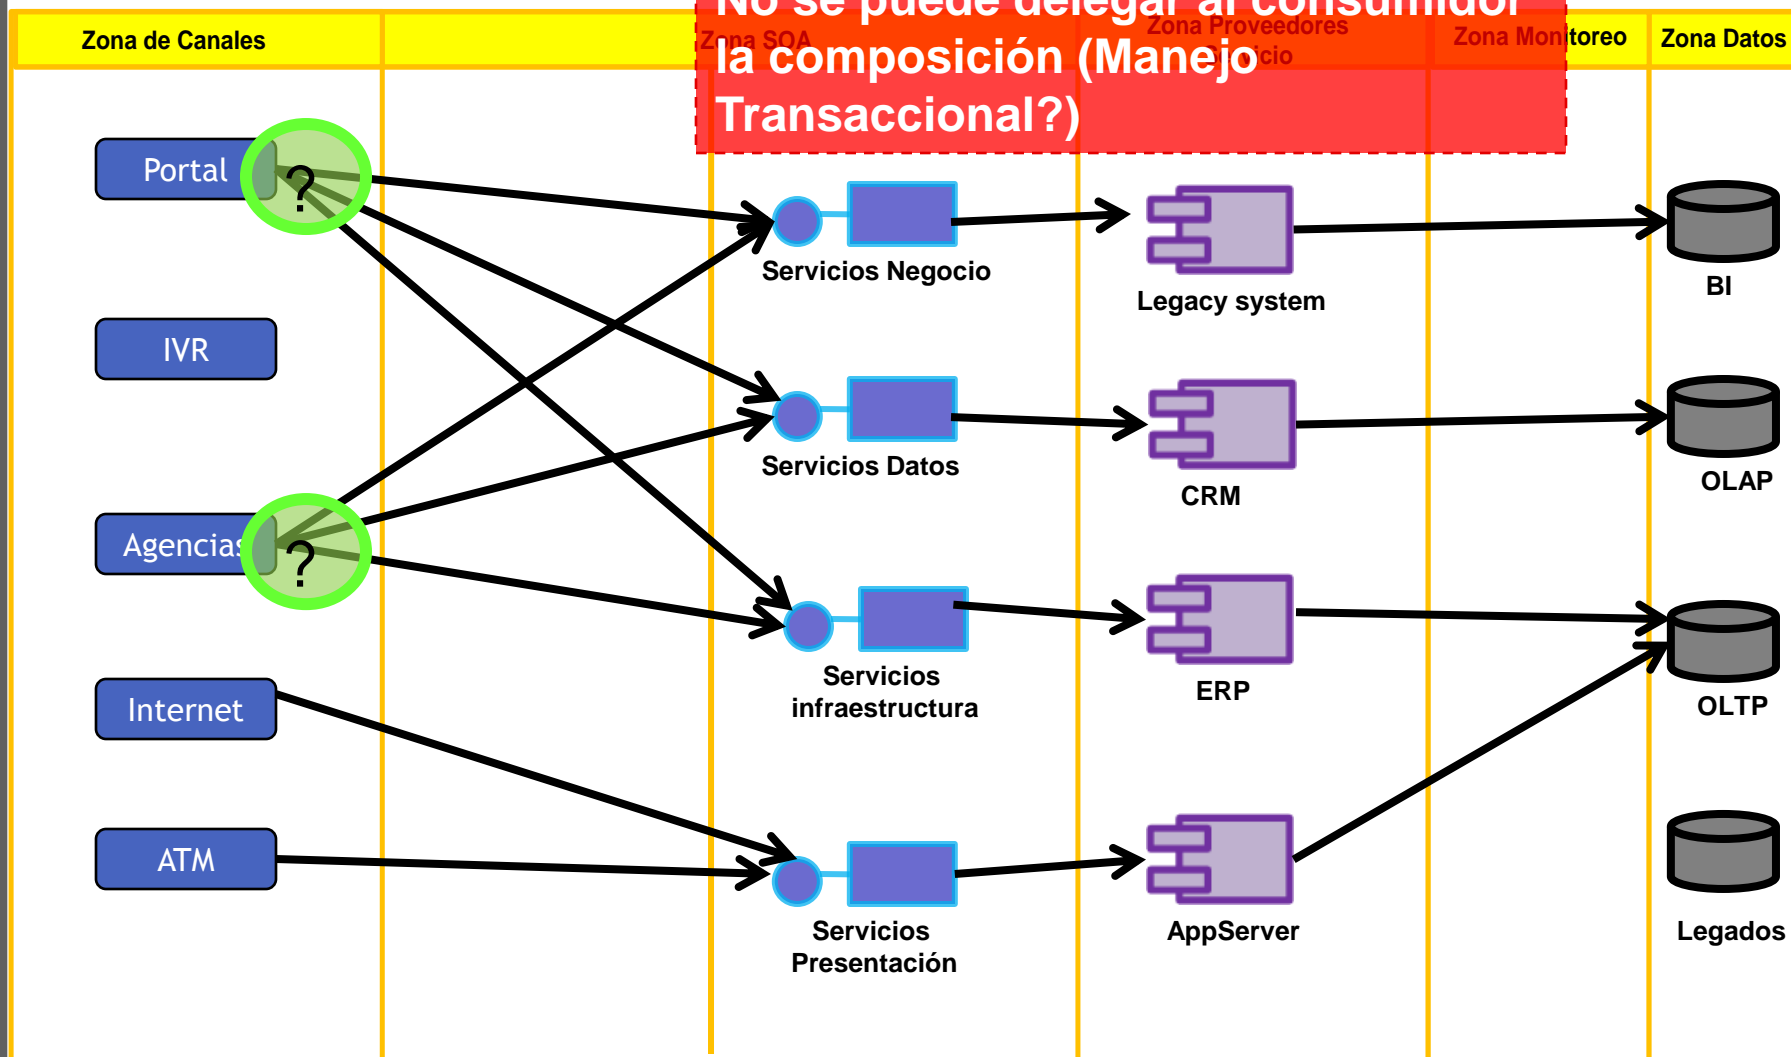 No se puede delegar al consumidor
la composición (Manejo
Transaccional?)
Zona de Canales
Zona SOA
Zona Proveedores
Servicio
Zona Monitoreo
Zona Datos
Portal
?
Servicios Negocio
Legacy system
BI
IVR
Servicios Datos
CRM
OLAP
Agencias
?
Servicios
infraestructura
ERP
OLTP
Internet
ATM
Servicios
Presentación
AppServer
Legados